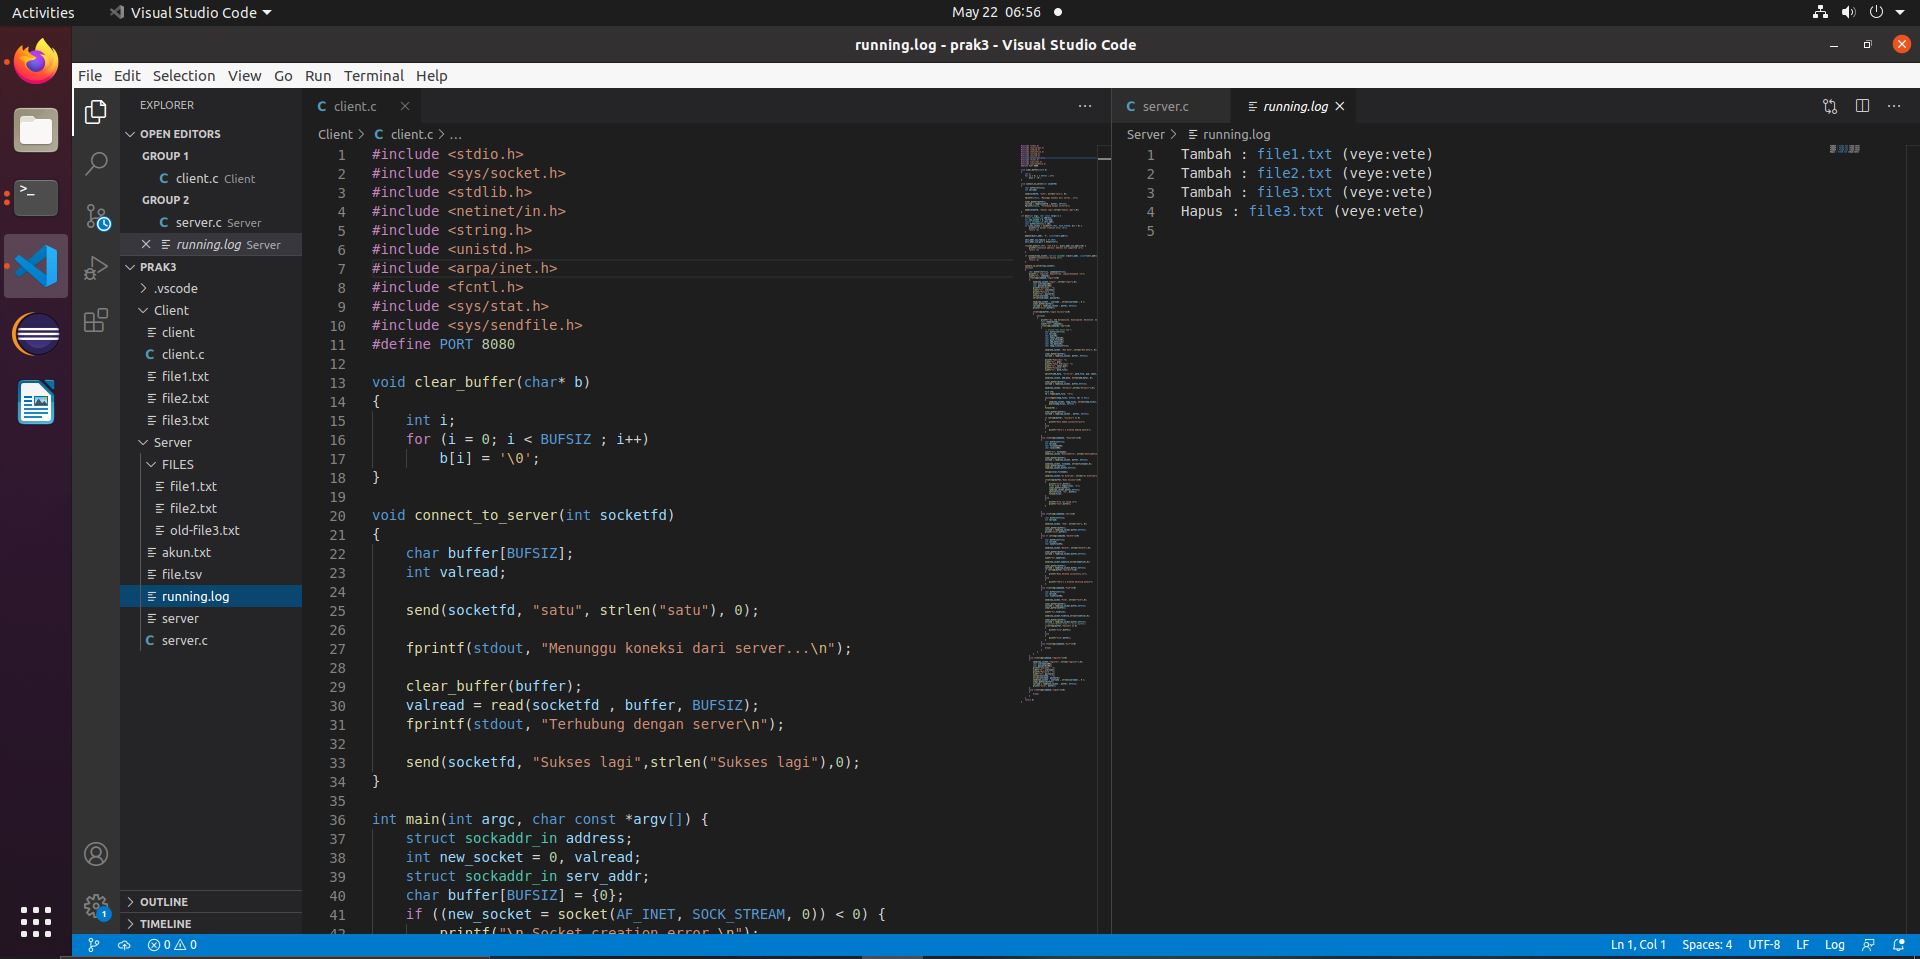 Activities
Visual Studio Code
May 22 06:56
running.log - prak3 - Visual Studio Code
File Edit Selection View Go Run Terminal Help
EXPLORER
OPEN EDITORS
GROUP 1
C client.c Client
GROUP 2
C server.c Server
running.log Server
PRAK3
.vscode
Client
client
C client.c
file1.txt
file2.txt
file3.txt
Server
FILES
file1.txt
file2.txt
old-file3.txt
akun.txt
file.tsv
running.log
server
C server.c
OUTLINE
TIMELINE
1
C client.c
Client > C client.c > ...
1 #include <stdio.h>
2 #include <sys/socket.h>
3 #include <stdlib.h>
4 #include <netinet/in.h>
5 #include <string.h>
6 #include <unistd.h>
7 #include <arpa/inet.h>
8 #include <fcntl.h>
9 #include <sys/stat.h>
10 #include <sys/sendfile.h>
11 #define PORT 8080
12
13 void clear_buffer(char* b)
14 {
15 int i;
16 for (i = 0; i < BUFSIZ ; i++)
17 b[i] = '\0';
18 }
19
20 void connect_to_server(int socketfd)
21 {
22 char buffer[BUFSIZ];
23 int valread;
24
25 send(socketfd, "satu", strlen("satu"), 0);
26
27 fprintf(stdout, "Menunggu koneksi dari server...\n");
28
29 clear_buffer(buffer);
30 valread = read(socketfd , buffer, BUFSIZ);
31 fprintf(stdout, "Terhubung dengan server\n");
32
33 send(socketfd, "Sukses lagi",strlen("Sukses lagi"),0);
34 }
35
36 int main(int argc, char const *argv[]) {
37 struct sockaddr_in address;
38 int new_socket = 0, valread;
39 struct sockaddr_in serv_addr;
40 char buffer[BUFSIZ] = {0};
41 if ((new_socket = socket(AF_INET, SOCK_STREAM, 0)) < 0) {
42 printf("\n Socket creation error \n");
C server.c
running.log
Server > running.log
1 Tambah : file1.txt (veye:vete)
2 Tambah : file2.txt (veye:vete)
3 Tambah : file3.txt (veye:vete)
4 Hapus : file3.txt (veye:vete)
5
0 0
Ln 1, Col 1 Spaces: 4 UTF-8 LF Log